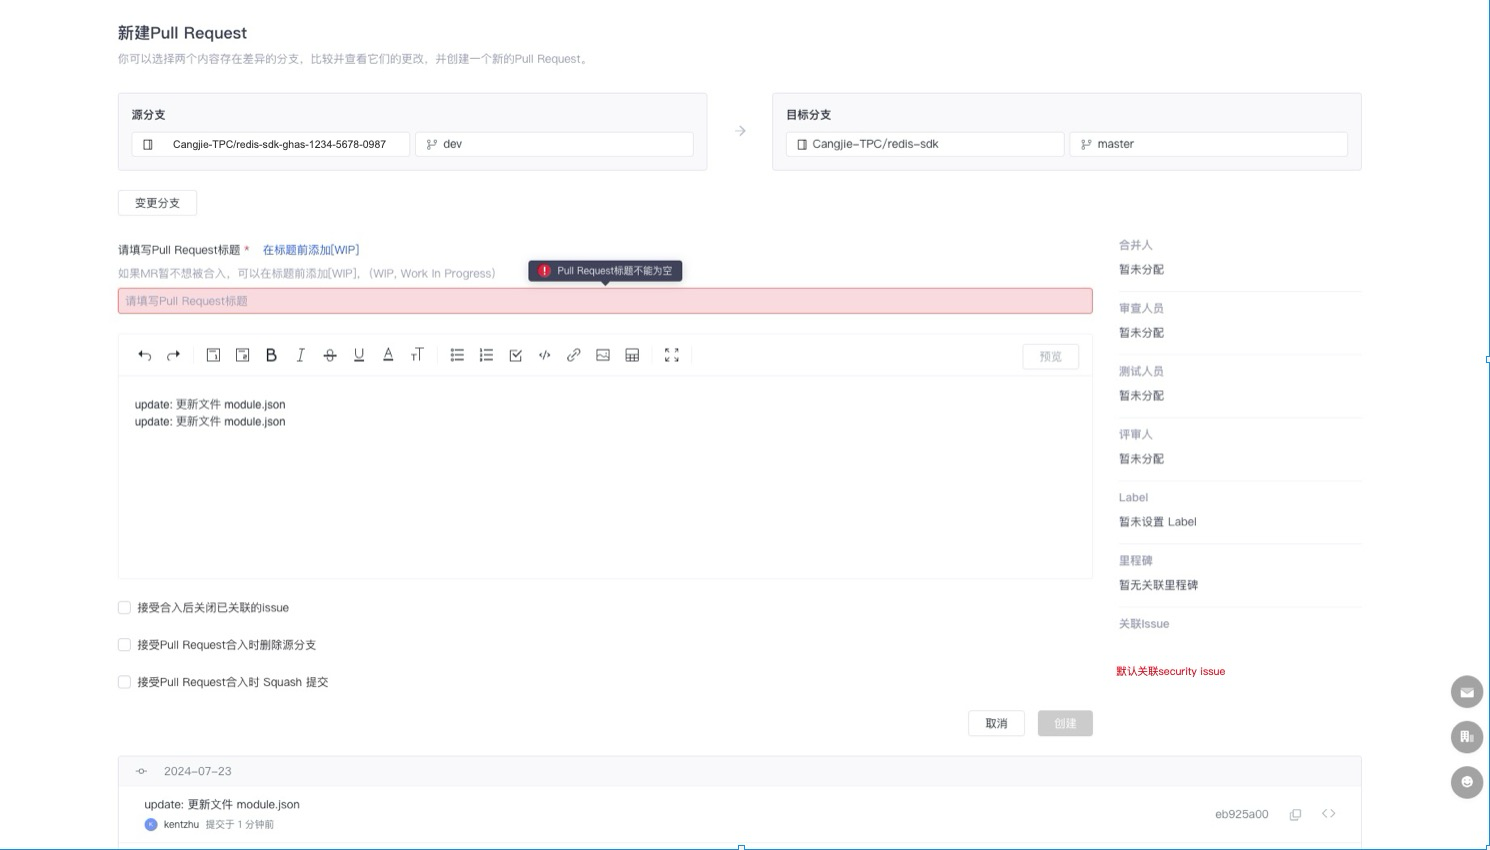 新建Pull Request
你可以选择两个内容存在差异的分支，比较并查看它们的更改，并创建一个新的Pull Request。
源分支
Cangjie-TPC/redis-sdk-ghas-1234-5678-0987
dev
目标分支
Cangjie-TPC/redis-sdk
master
变更分支
请填写Pull Request标题 * 在标题前添加[WIP]
如果MR暂不想被合入，可以在标题前添加[WIP]，（WIP, Work In Progress）
Pull Request标题不能为空
请填写Pull Request标题
预览
update: 更新文件 module.json
update: 更新文件 module.json
接受合入后关闭已关联的issue
接受Pull Request合入时删除源分支
接受Pull Request合入时 Squash 提交
取消
创建
合并人
暂未分配
审查人员
暂未分配
测试人员
暂未分配
评审人
暂未分配
Label
暂未设置 Label
里程碑
暂无关联里程碑
关联Issue
默认关联security issue
2024-07-23
update: 更新文件 module.json
kentzhu 提交于 1 分钟前
eb925a00